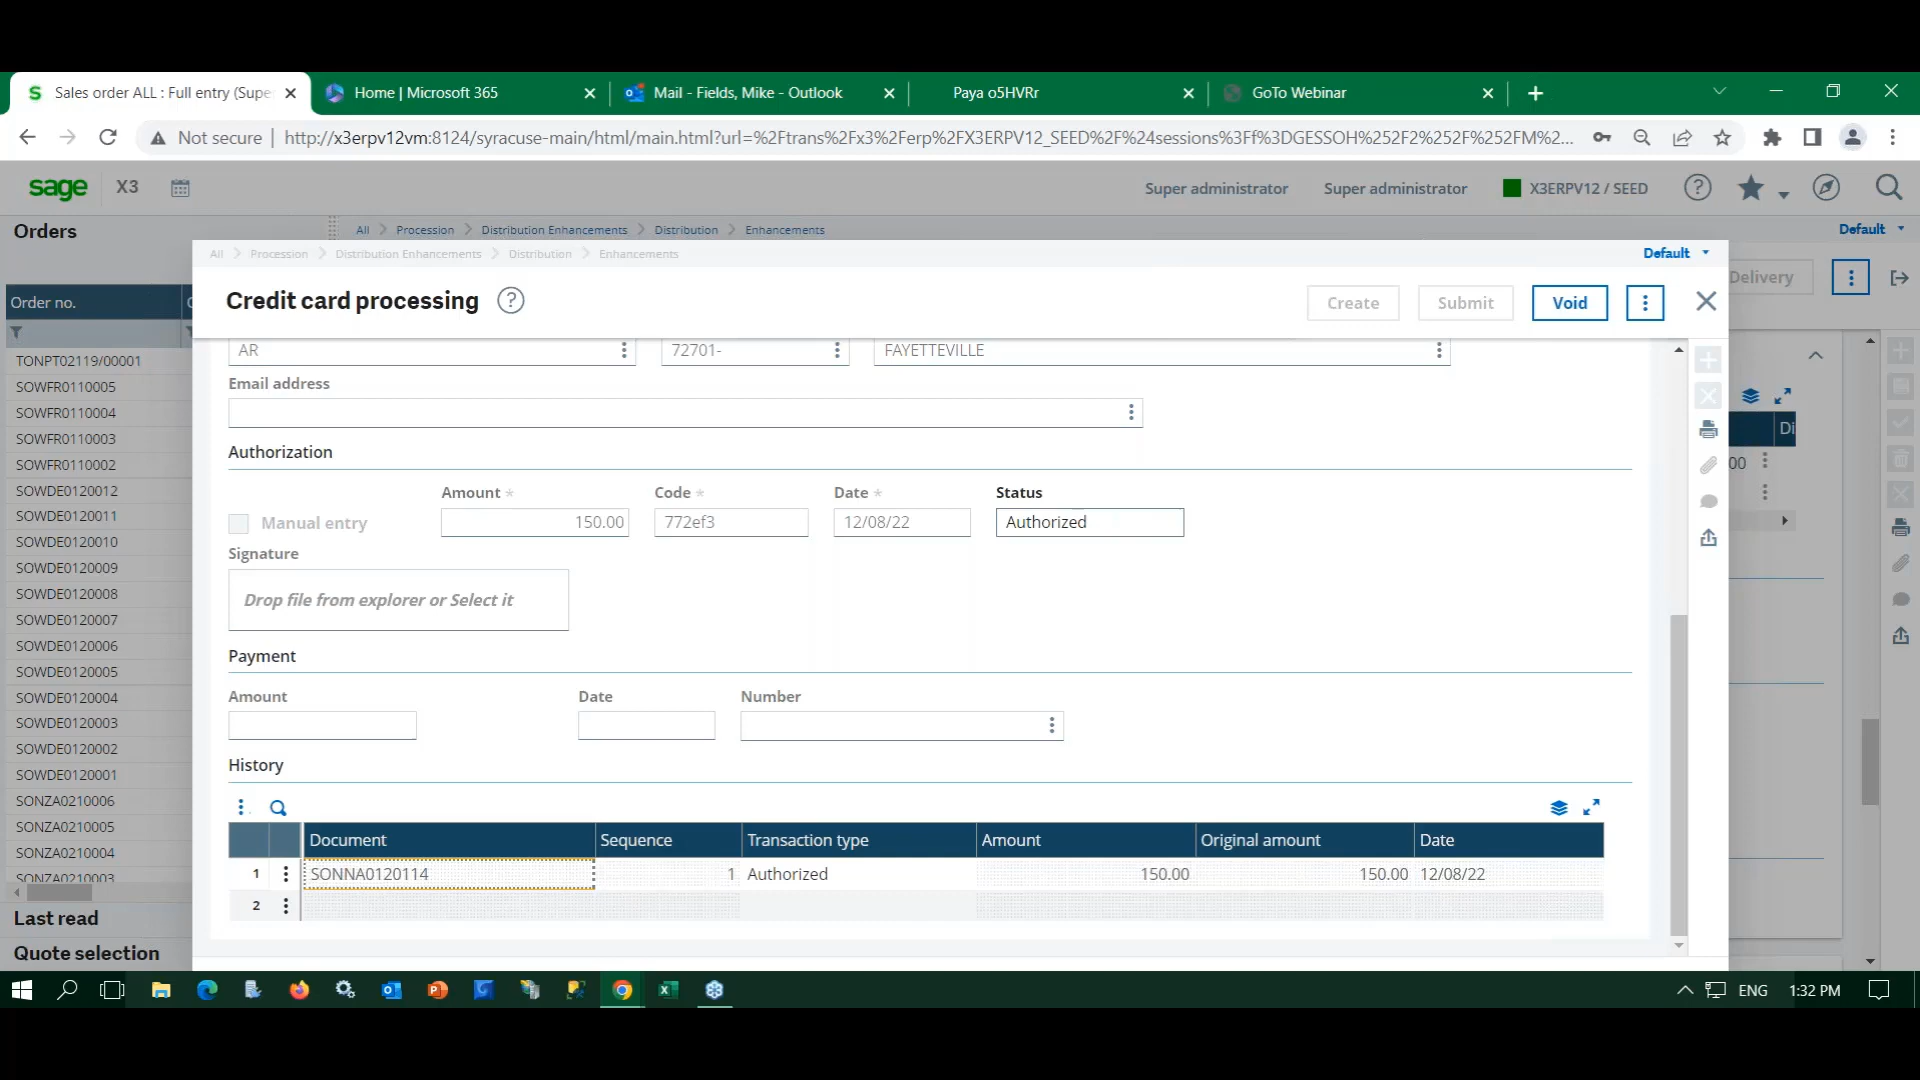 Sales order ALL : Full entry (Supe
Home | Microsoft 365
Mail - Fields, Mike - Outlook
Paya o5HVRr
GoTo Webinar
Not secure
http://x3erpv12vm:8124/syracuse-main/html/main.html?url=%2Ftrans%2Fx3%2Ferp%2FX3ERPV12_SEED%2F%24sessions%3Ff%3DGESSOH%252F2%252F%252FM%2...
sage
X3
Super administrator
Super administrator
X3ERPV12 / SEED
Orders
All
Procession
Distribution Enhancements
Distribution
Enhancements
Default
All
Procession
Distribution Enhancements
Distribution
Enhancements
Default
Delivery
Credit card processing
Create
Submit
Void
Order no.
TONPT02119/00001
SOWFR0110005
SOWFR0110004
SOWFR0110003
SOWFR0110002
SOWDE0120012
SOWDE0120011
SOWDE0120010
SOWDE0120009
SOWDE0120008
SOWDE0120007
SOWDE0120006
SOWDE0120005
SOWDE0120004
SOWDE0120003
SOWDE0120002
SOWDE0120001
SONZA0210006
SONZA0210005
SONZA0210004
SONZA0210003
Last read
Quote selection
AR
72701-
FAYETTEVILLE
Email address
Authorization
Manual entry
Amount *
150.00
Code *
772ef3
Date *
12/08/22
Status
Authorized
Signature
Drop file from explorer or Select it
Payment
Amount
Date
Number
History
Document Sequence Transaction type Amount Original amount Date
1 SONNA0120114 1 Authorized 150.00 150.00 12/08/22
2
Di
00
ENG
1:32 PM